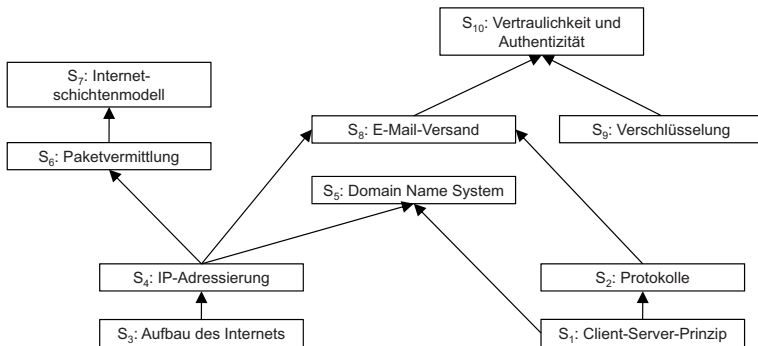 S₁₀: Vertraulichkeit und
Authentizität
S₇: Internet-
schichtenmodell
S₈: E-Mail-Versand
S₉: Verschlüsselung
S₆: Paketvermittlung
S₅: Domain Name System
S₄: IP-Adressierung
S₂: Protokolle
S₃: Aufbau des Internets
S₁: Client-Server-Prinzip